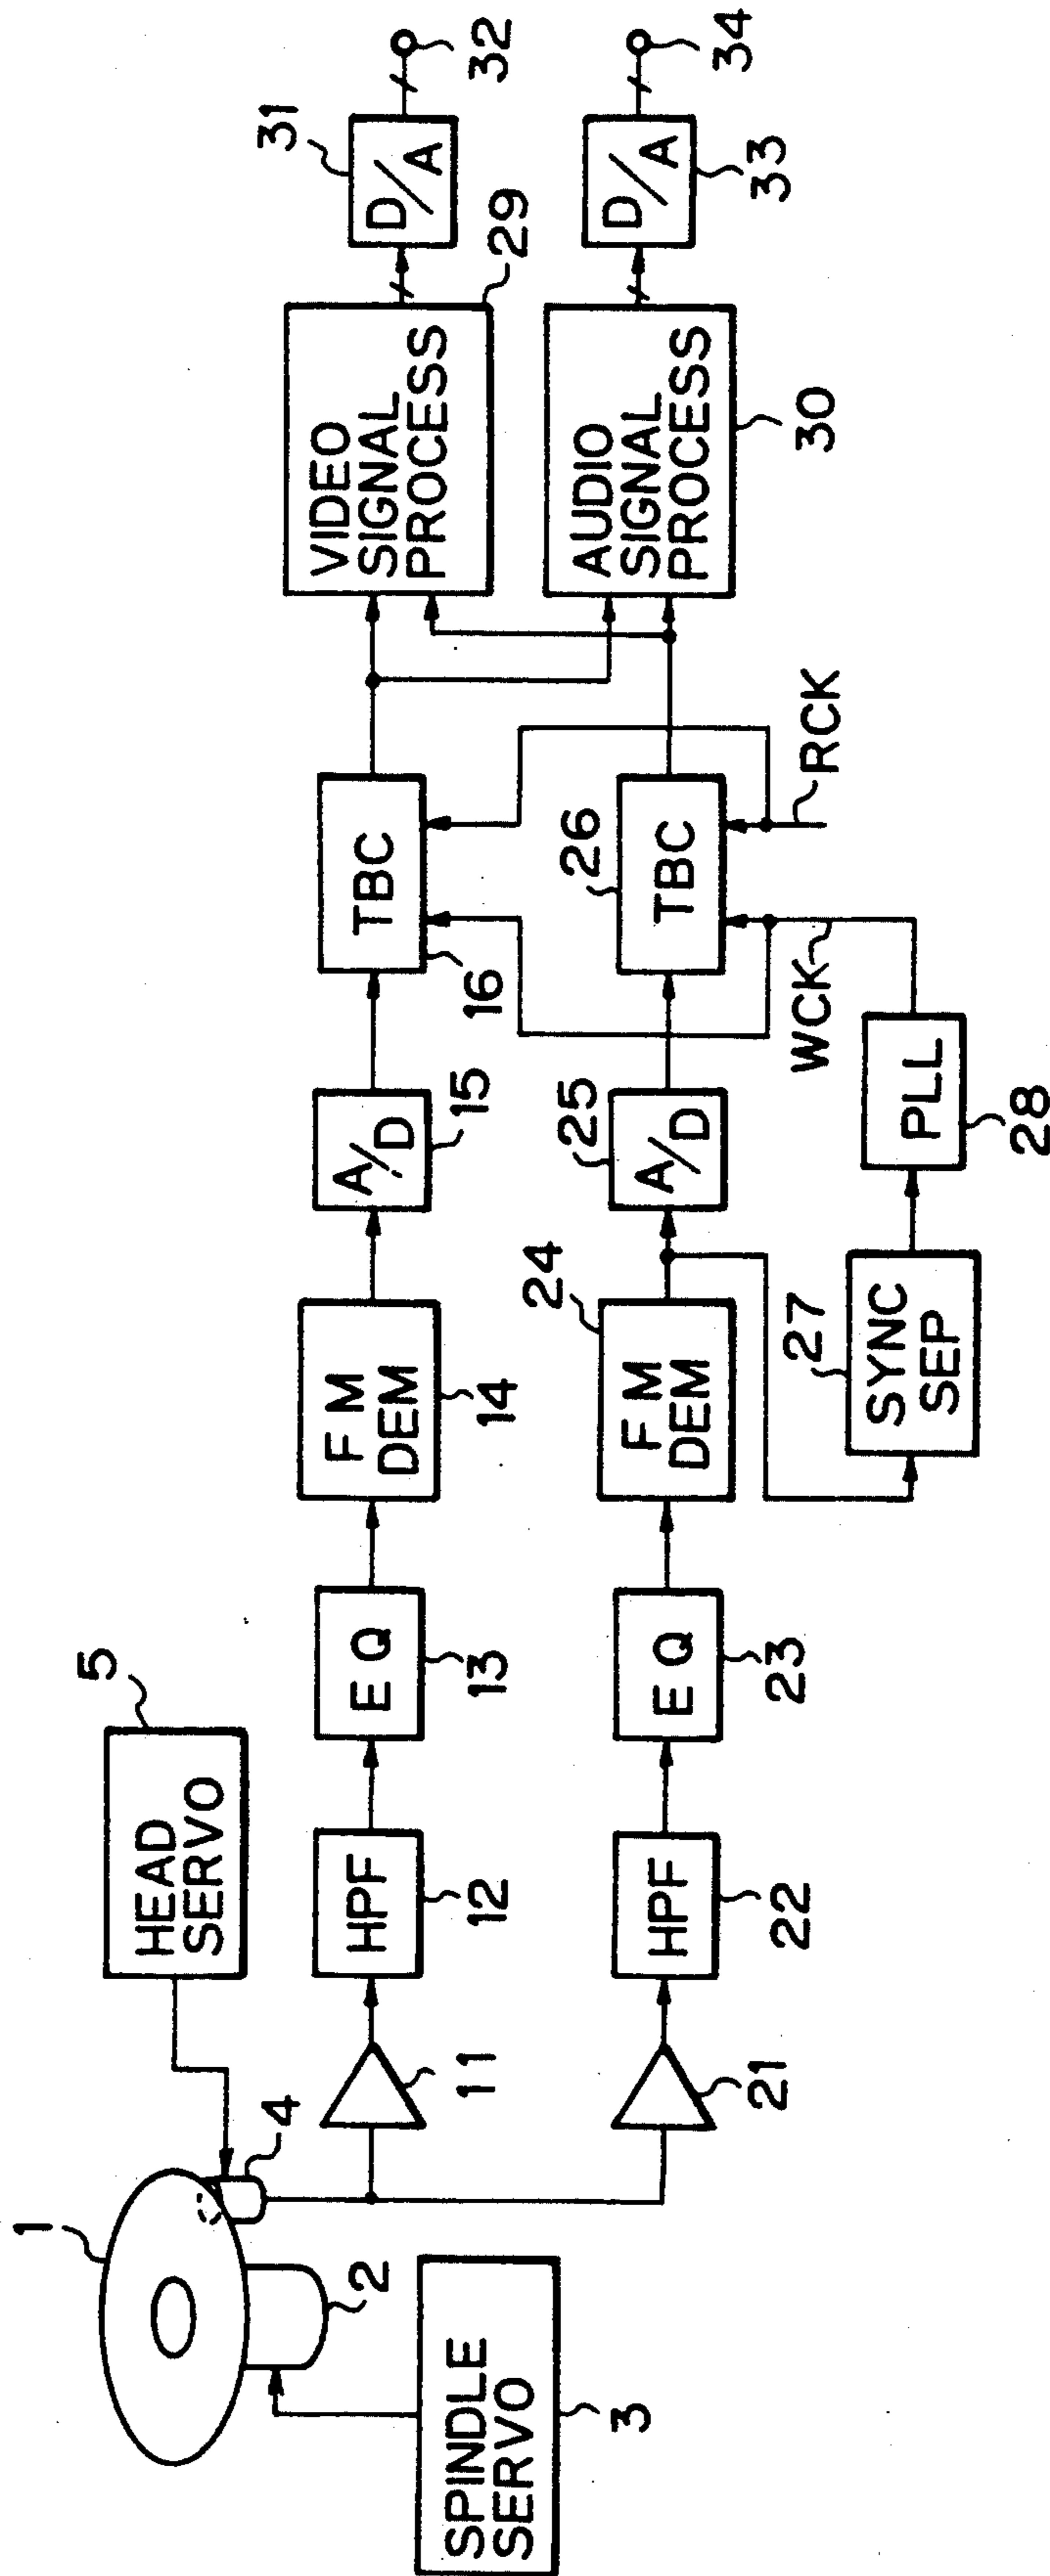 1
2
SPINDLE
SERVO
3
4
HEAD
SERVO
5
11
HPF
12
E Q
13
F M
DEM
14
A/D
15
TBC
16
VIDEO
SIGNAL
PROCESS
29
D/A
31
32
21
HPF
22
E Q
23
F M
DEM
24
A/D
25
TBC
26
AUDIO
SIGNAL
PROCESS
30
D/A
33
34
SYNC
SEP
27
PLL
28
WCK
RCK